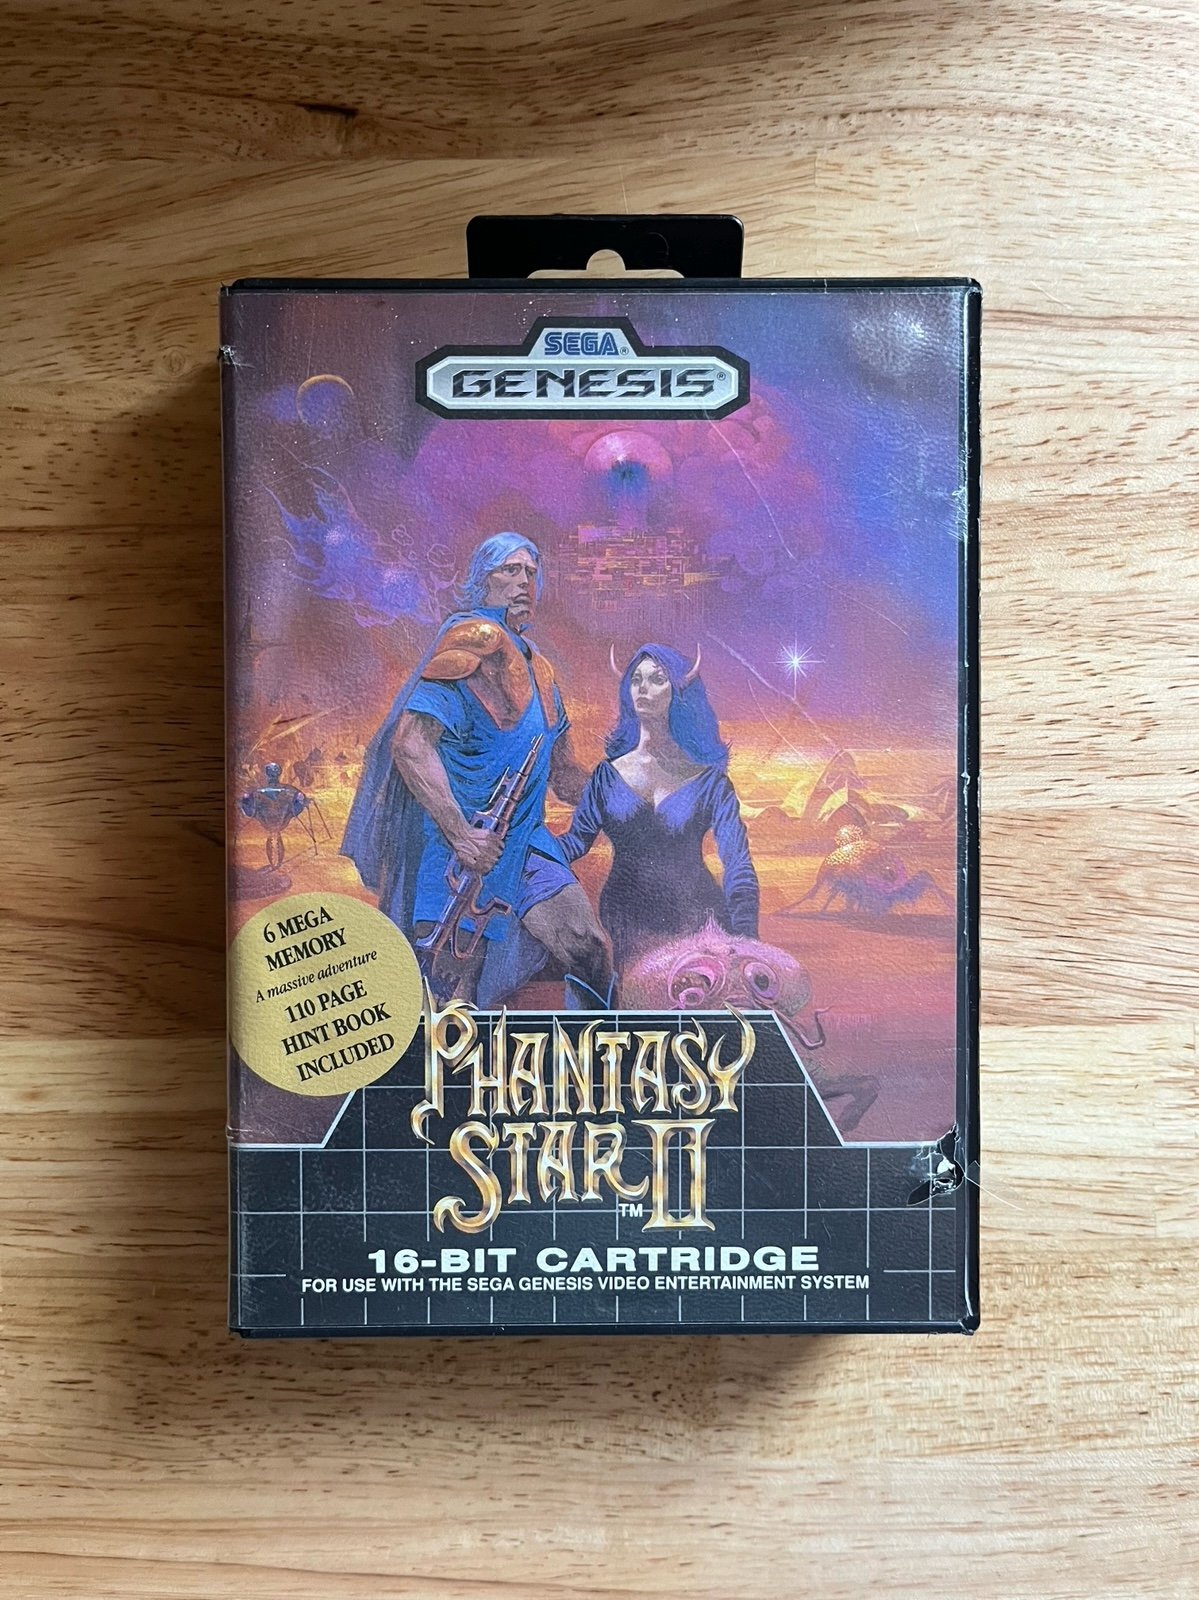 SEGA®
GENESIS®
6 MEGA
MEMORY
A massive adventure
110 PAGE
HINT BOOK
INCLUDED
PHANTASY
STAR II
TM
16-BIT CARTRIDGE
FOR USE WITH THE SEGA GENESIS VIDEO ENTERTAINMENT SYSTEM